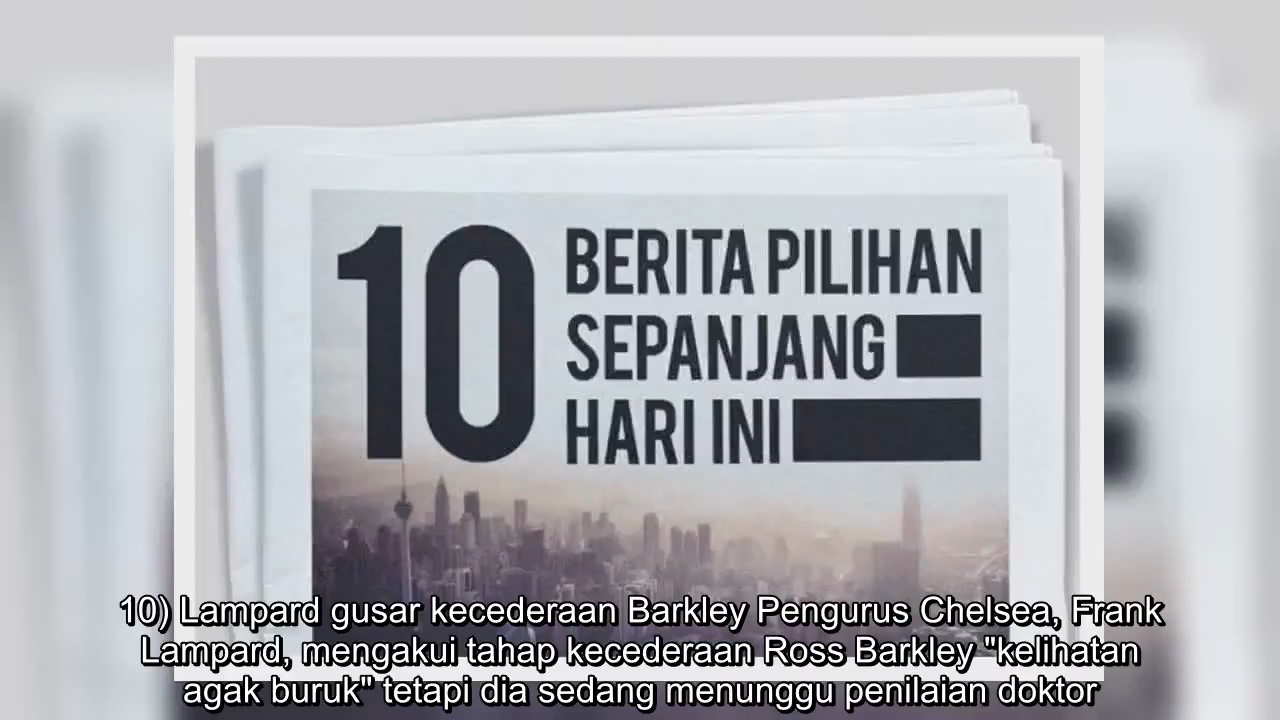 10 BERITA PILIHAN
SEPANJANG
HARI INI
10) Lampard gusar kecederaan Barkley Pengurus Chelsea, Frank
Lampard, mengakui tahap kecederaan Ross Barkley "kelihatan
agak buruk" tetapi dia sedang menunggu penilaian doktor